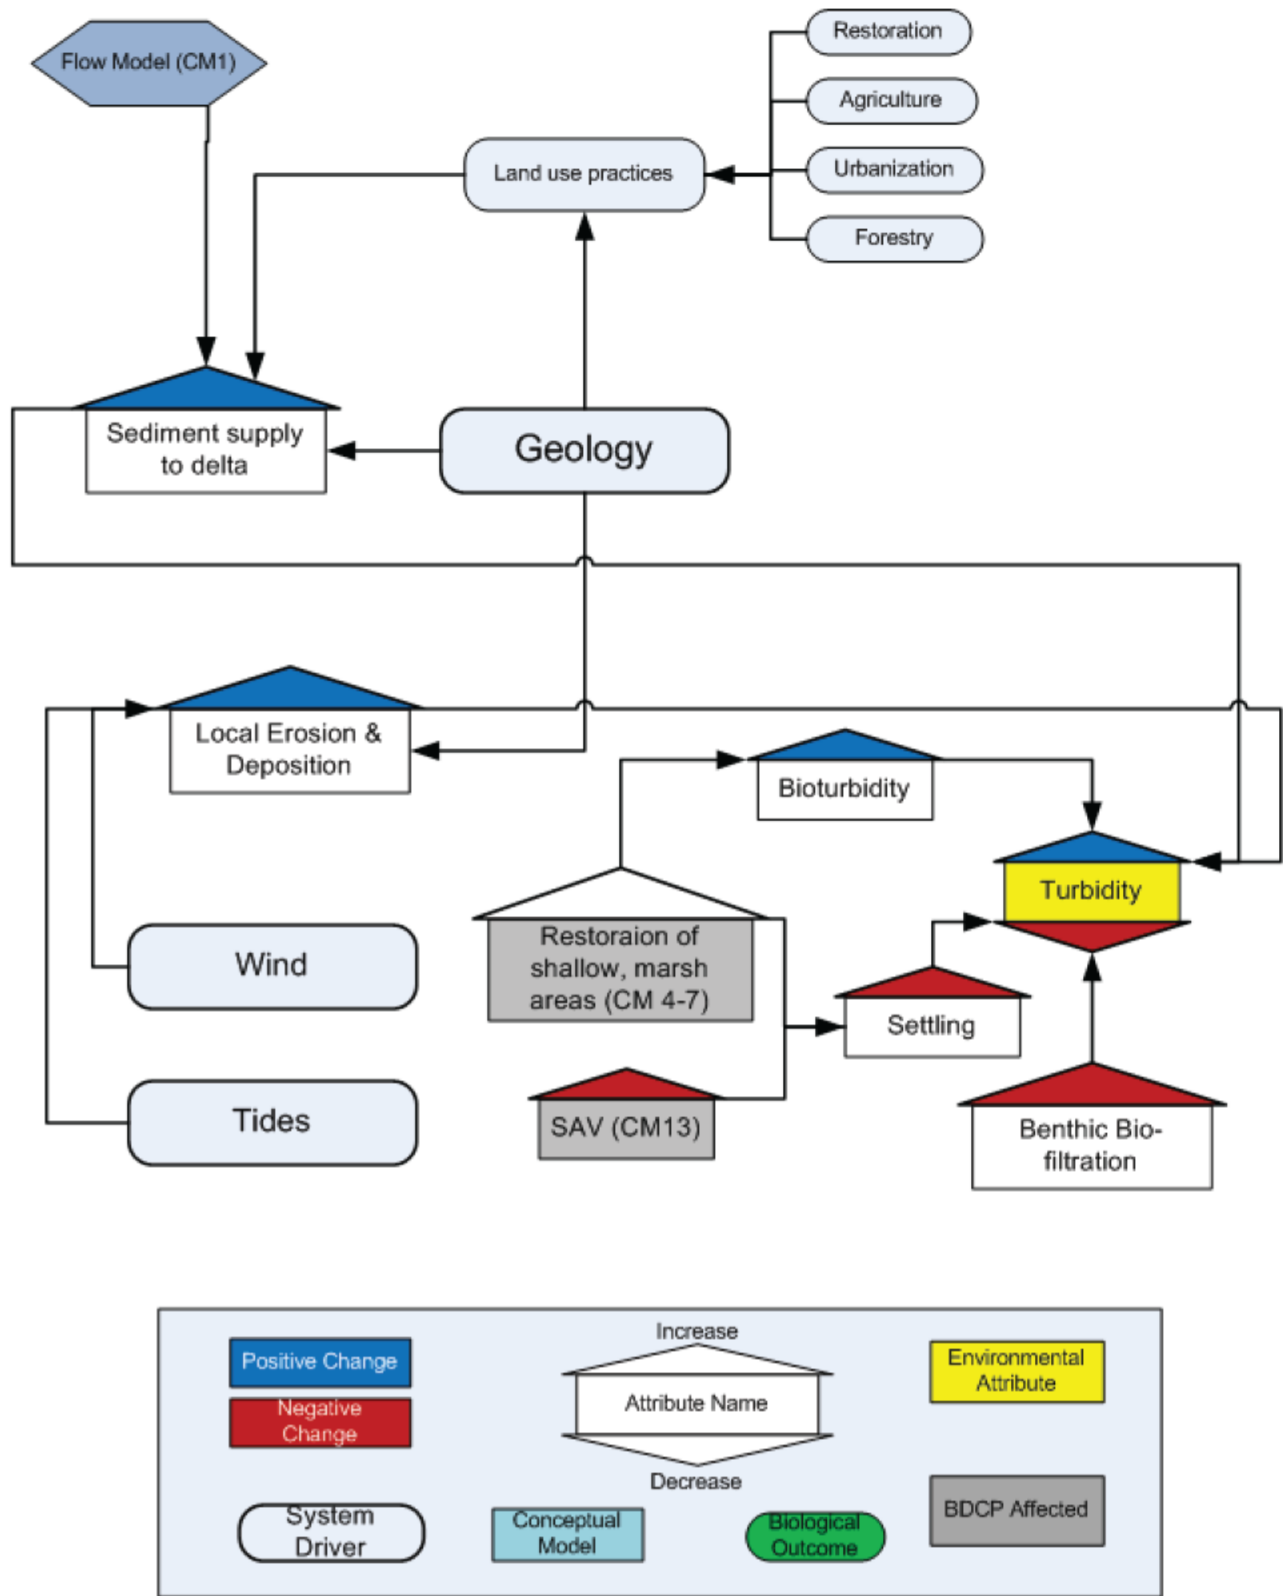 Flow Model (CM1)
Restoration
Agriculture
Urbanization
Forestry
Land use practices
Sediment supply
to delta
Geology
Local Erosion &
Deposition
Bioturbidity
Turbidity
Wind
Restoraion of
shallow, marsh
areas (CM 4-7)
Settling
Tides
SAV (CM13)
Benthic Bio-
filtration
Positive Change
Negative
Change
Increase
Attribute Name
Decrease
Environmental
Attribute
System
Driver
Conceptual
Model
Biological
Outcome
BDCP Affected